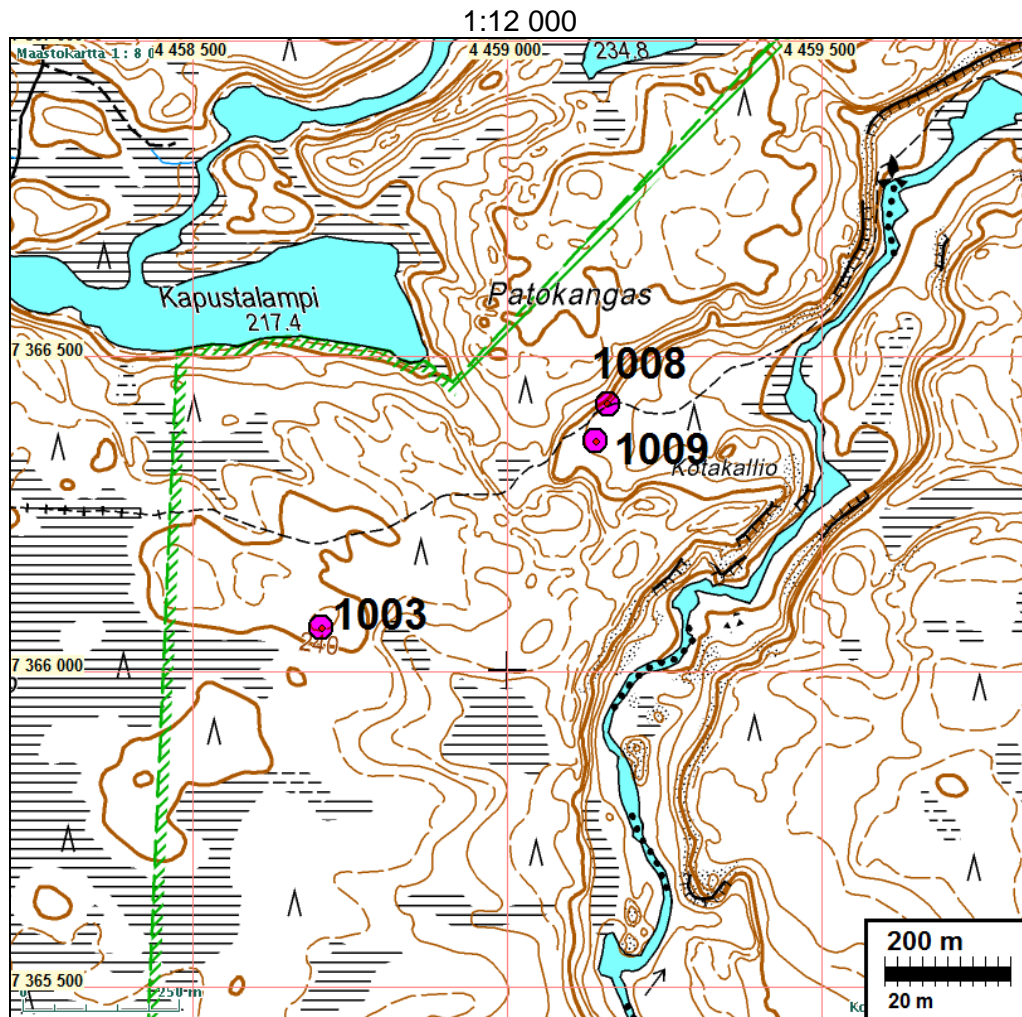 1:12 000
Maastokartta 1 : 8 0
4 458 500
4 459 000
234.8
4 459 500
Kapustalampi
217.4
Patokangas
7 366 500
1008
1009
Kotakallio
1003
240
7 366 000
200 m
20 m
7 365 500
0
250 m
Ko